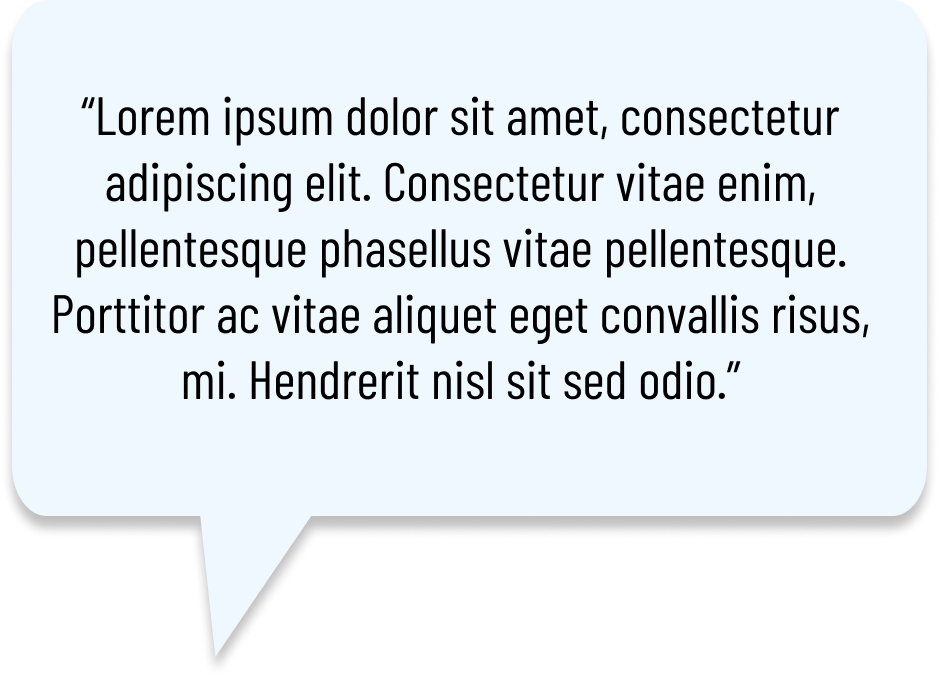 “Lorem ipsum dolor sit amet, consectetur
adipiscing elit. Consectetur vitae enim,
pellentesque phasellus vitae pellentesque.
Porttitor ac vitae aliquet eget convallis risus,
mi. Hendrerit nisl sit sed odio.”